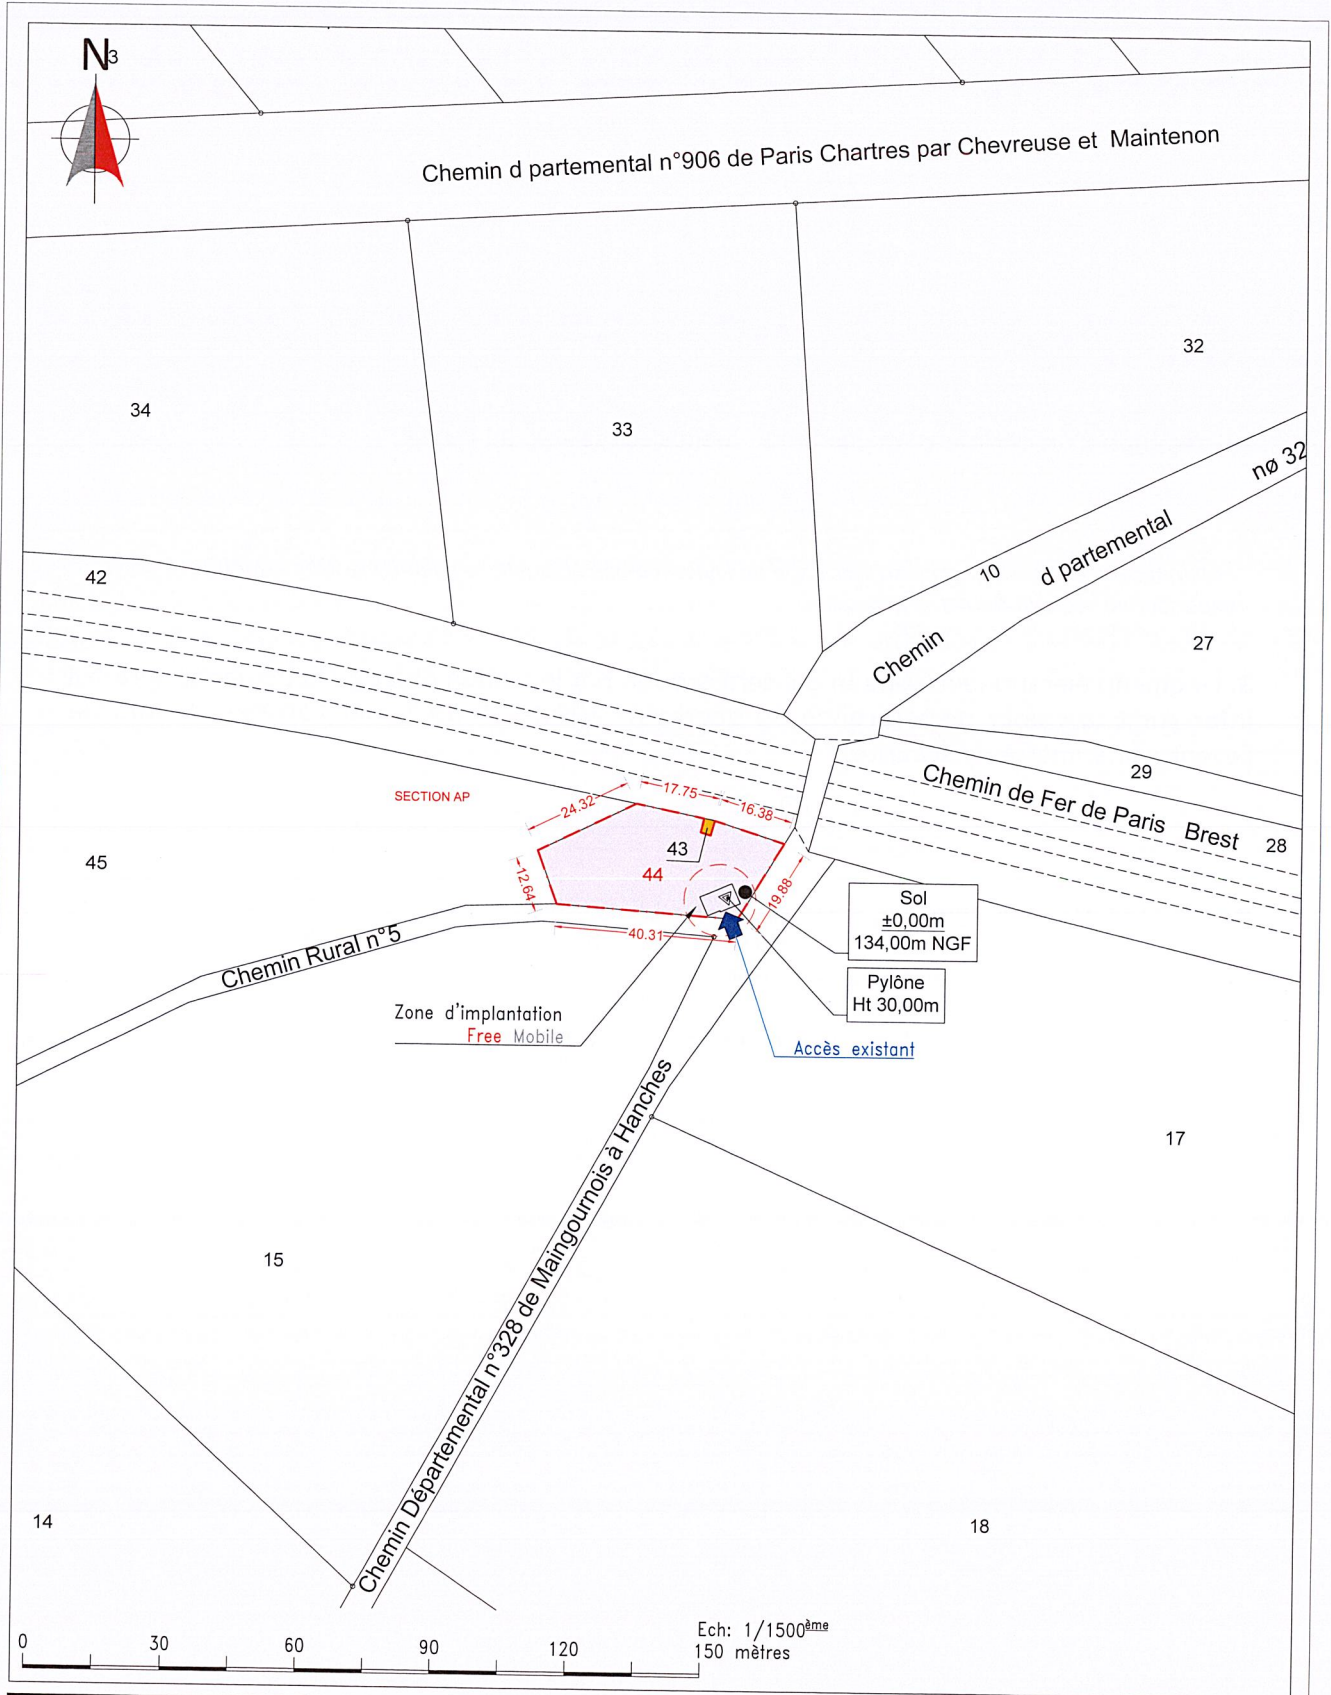 N
3
Chemin d partemental n°906 de Paris Chartres par Chevreuse et Maintenon
32
34
33
nø 32
d partemental
10
Chemin
42
27
29
Chemin de Fer de Paris Brest
28
SECTION AP
24.32
17.75
16.38
43
44
45
12.64
19.88
40.31
Sol
±0,00m
134,00m NGF
Pylône
Ht 30,00m
Chemin Rural n°5
Zone d'implantation
Free Mobile
Accès existant
Chemin Départemental n°328 de Maingournois à Hanches
17
15
14
18
Ech: 1/1500ème
0 30 60 90 120 150 mètres